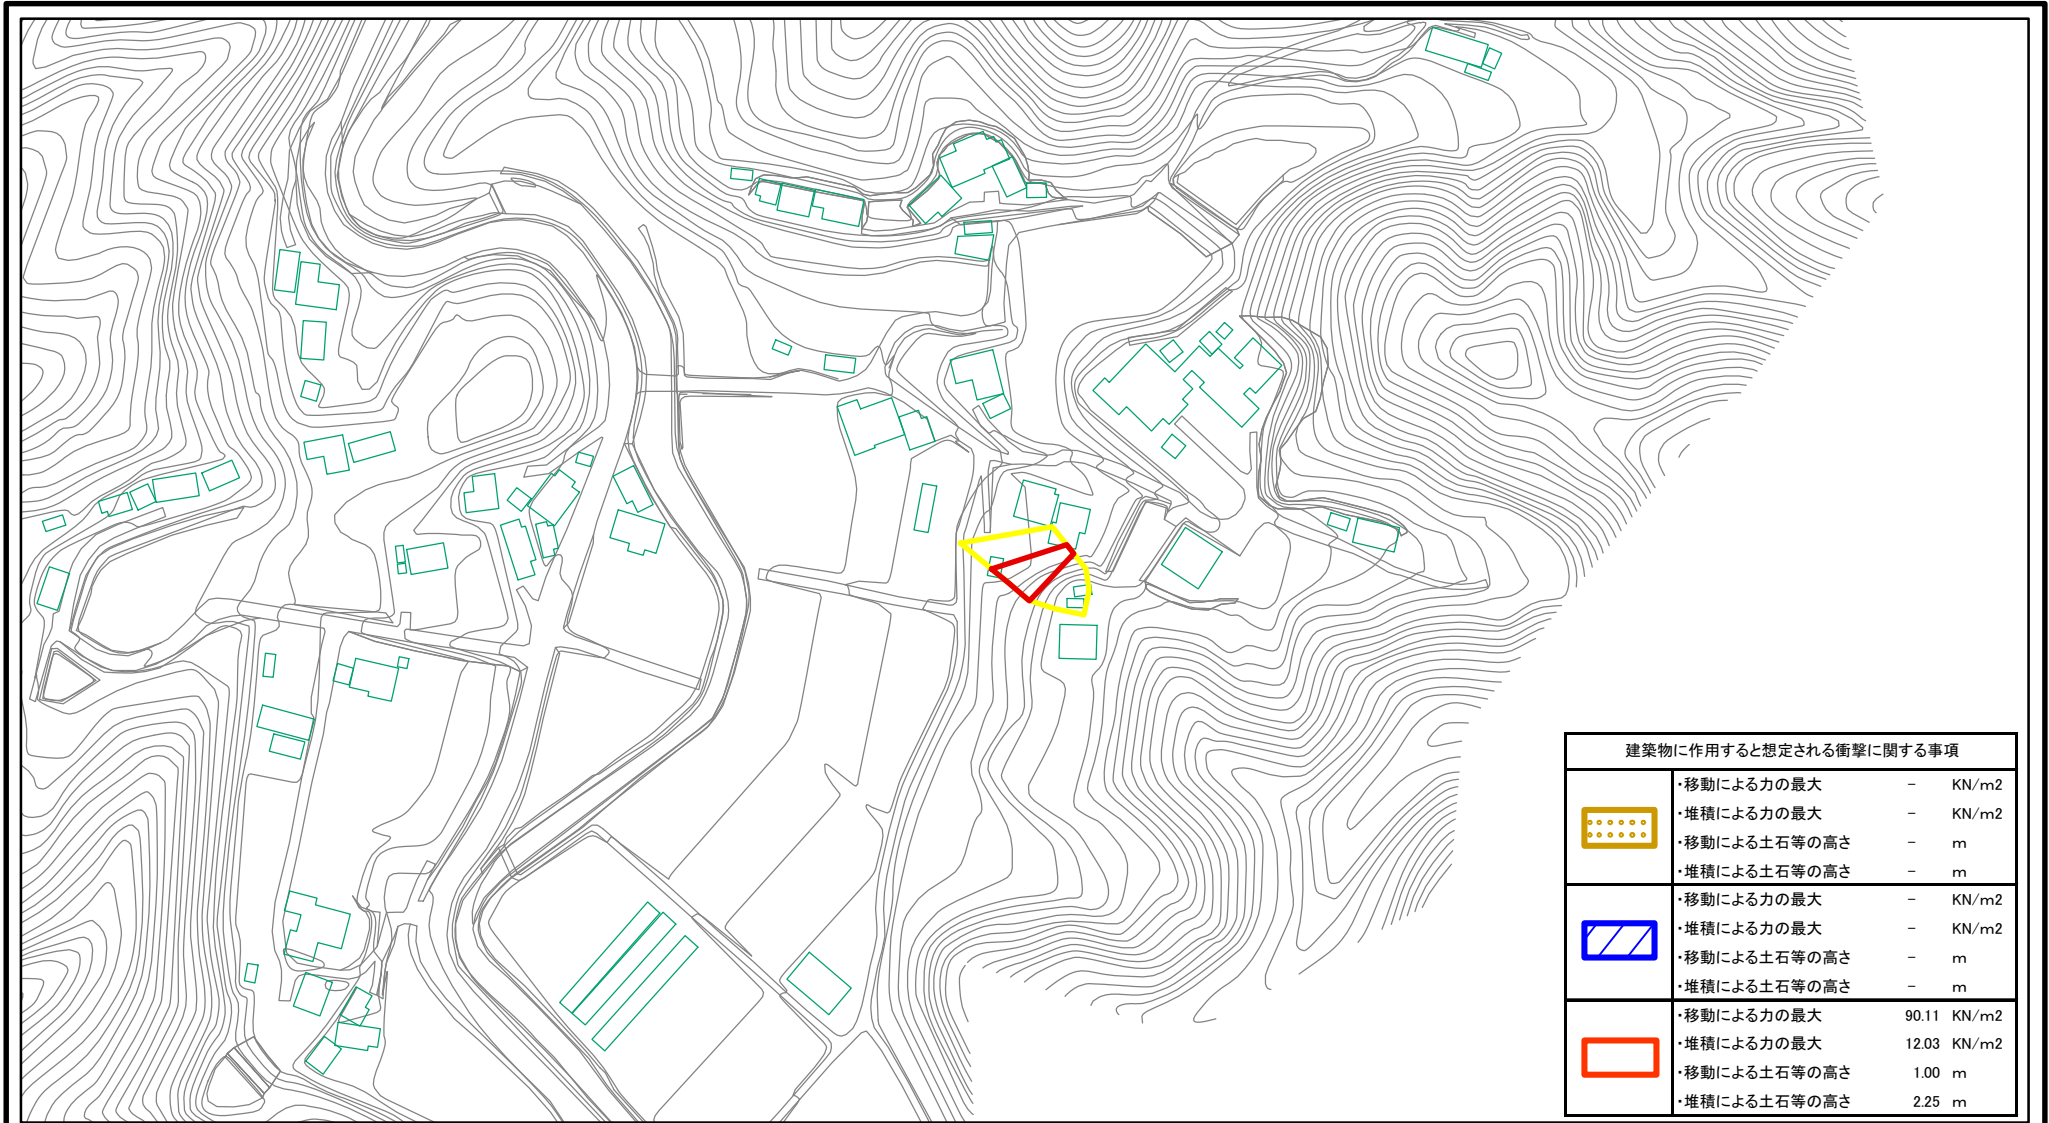 建築物に作用すると想定される衝撃に関する事項
・移動による力の最大 - KN/m2
・堆積による力の最大 - KN/m2
・移動による土石等の高さ - m
・堆積による土石等の高さ - m
・移動による力の最大 - KN/m2
・堆積による力の最大 - KN/m2
・移動による土石等の高さ - m
・堆積による土石等の高さ - m
・移動による力の最大 90.11 KN/m2
・堆積による力の最大 12.03 KN/m2
・移動による土石等の高さ 1.00 m
・堆積による土石等の高さ 2.25 m